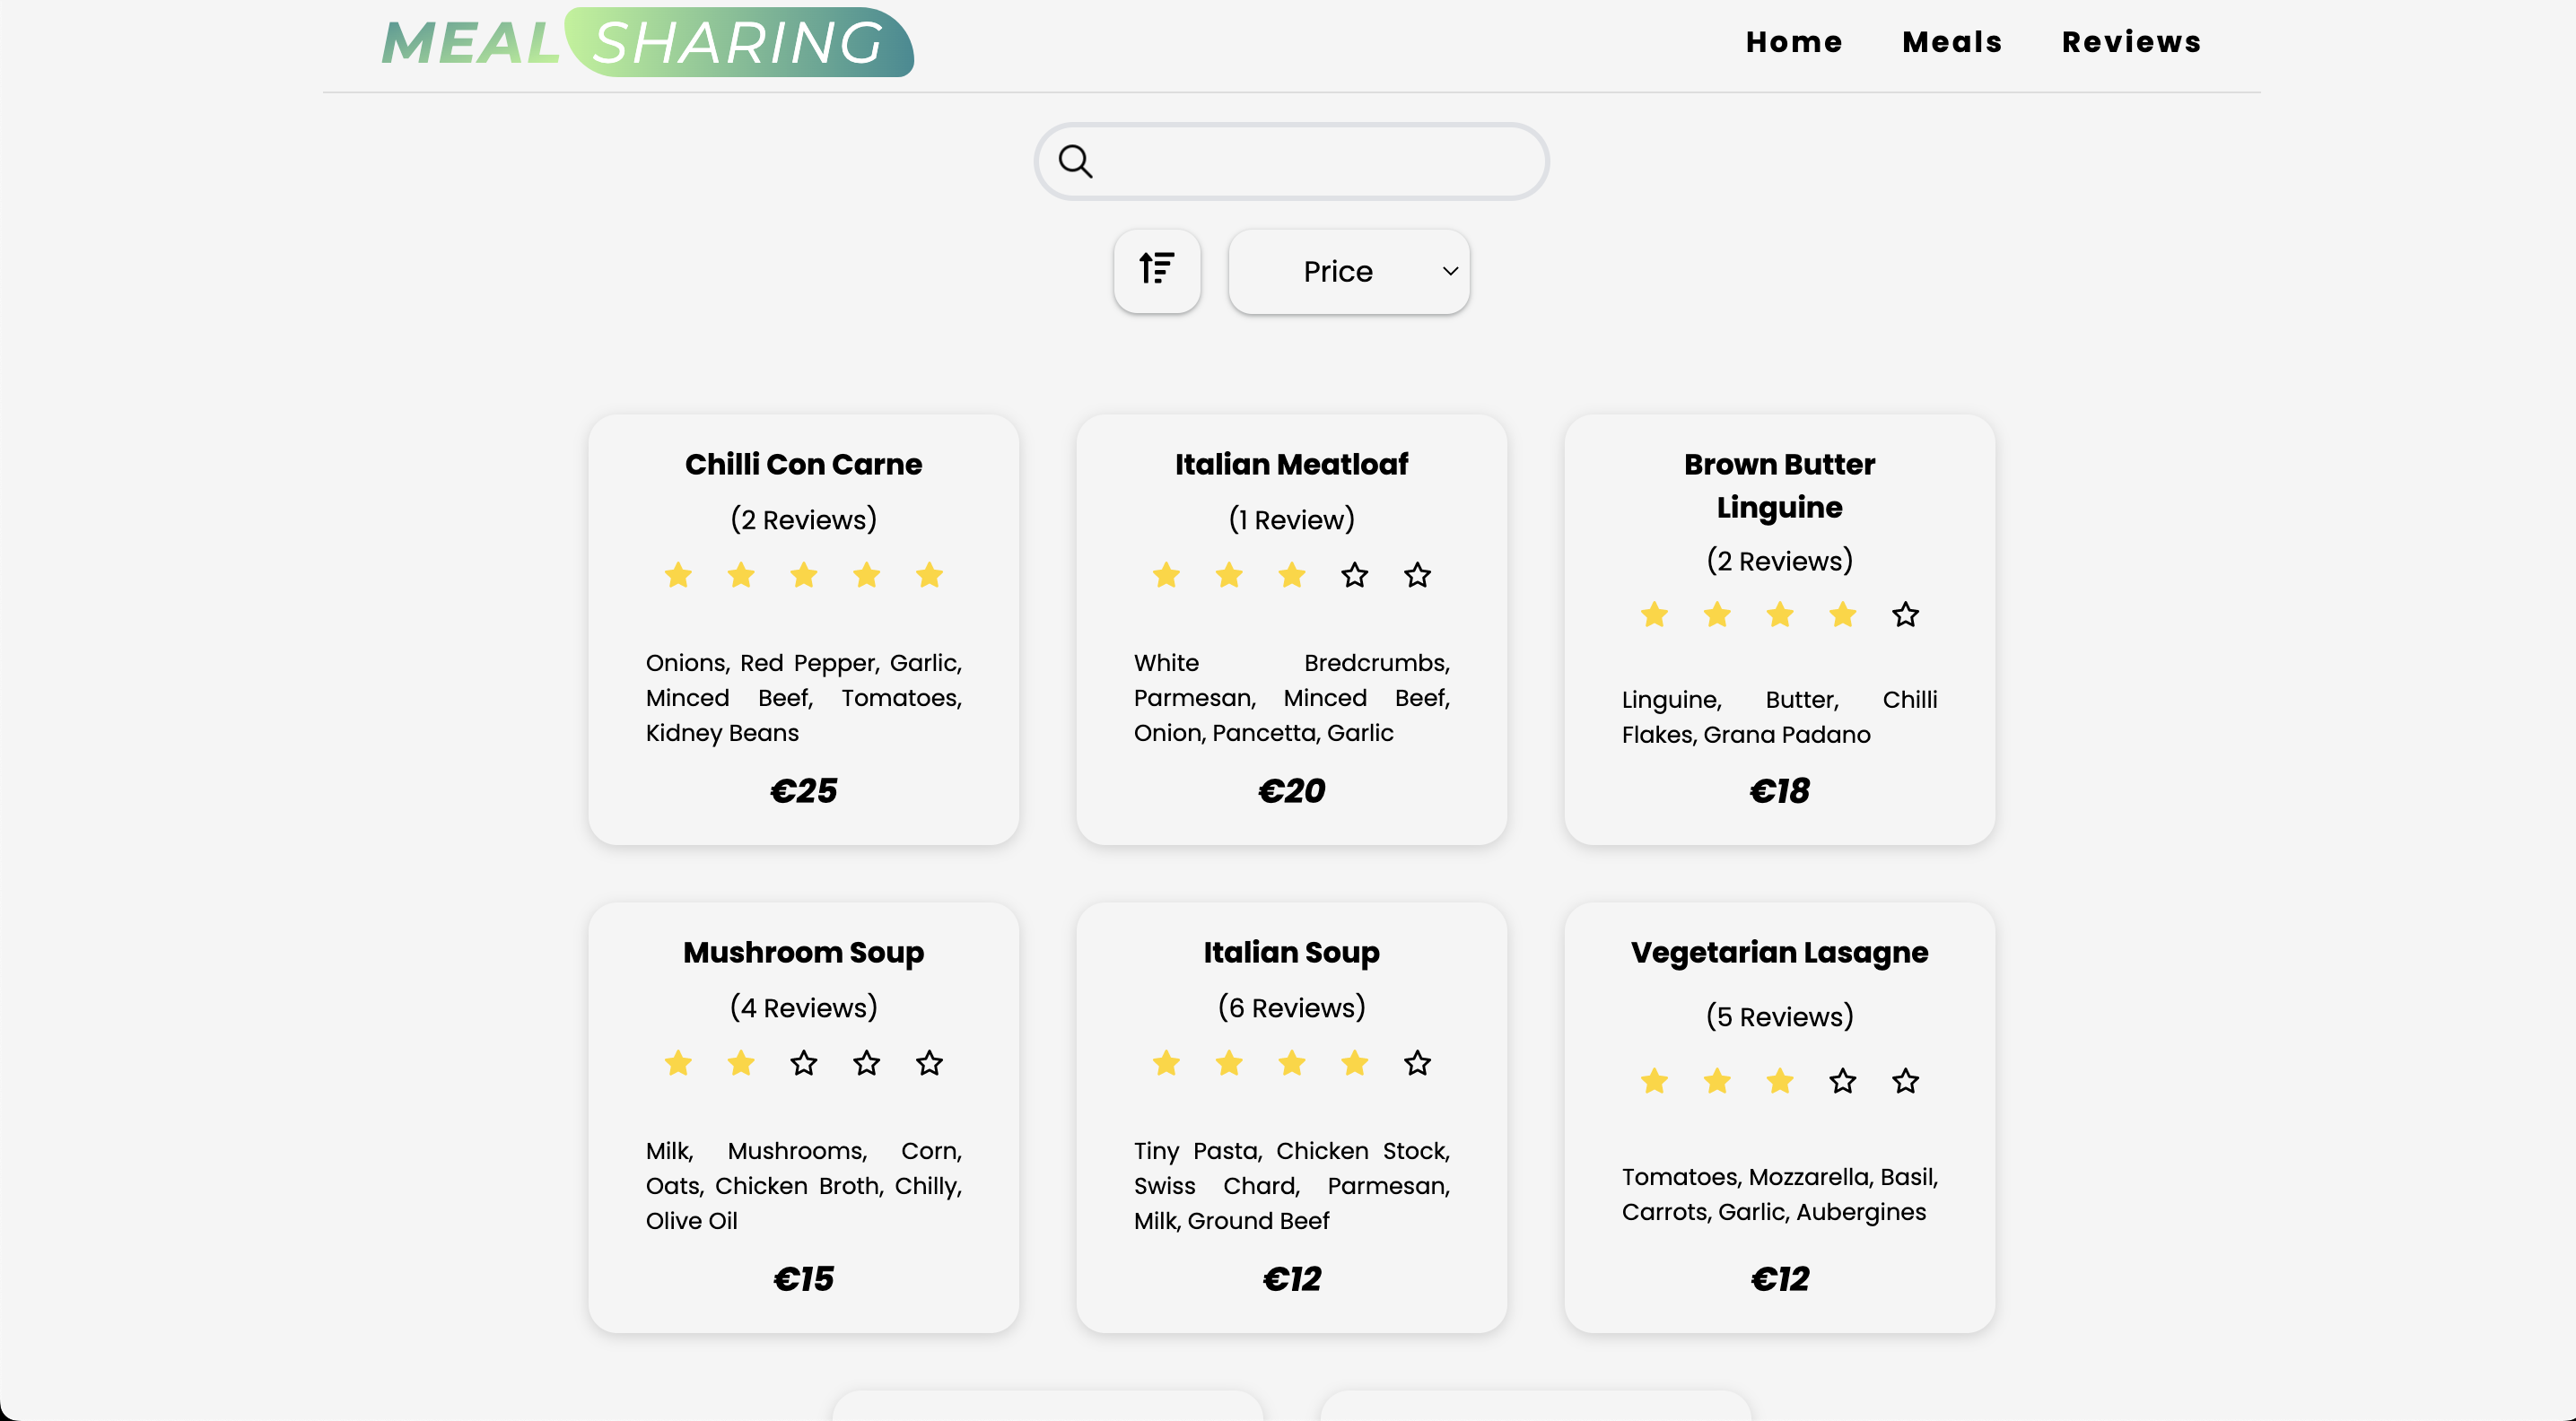 MEAL SHARING
Home Meals Reviews
Price
Chilli Con Carne
(2 Reviews)
Onions, Red Pepper, Garlic,
Minced Beef, Tomatoes,
Kidney Beans
€25
Italian Meatloaf
(1 Review)
White Bredcrumbs,
Parmesan, Minced Beef,
Onion, Pancetta, Garlic
€20
Brown Butter
Linguine
(2 Reviews)
Linguine, Butter, Chilli
Flakes, Grana Padano
€18
Mushroom Soup
(4 Reviews)
Milk, Mushrooms, Corn,
Oats, Chicken Broth, Chilly,
Olive Oil
€15
Italian Soup
(6 Reviews)
Tiny Pasta, Chicken Stock,
Swiss Chard, Parmesan,
Milk, Ground Beef
€12
Vegetarian Lasagne
(5 Reviews)
Tomatoes, Mozzarella, Basil,
Carrots, Garlic, Aubergines
€12